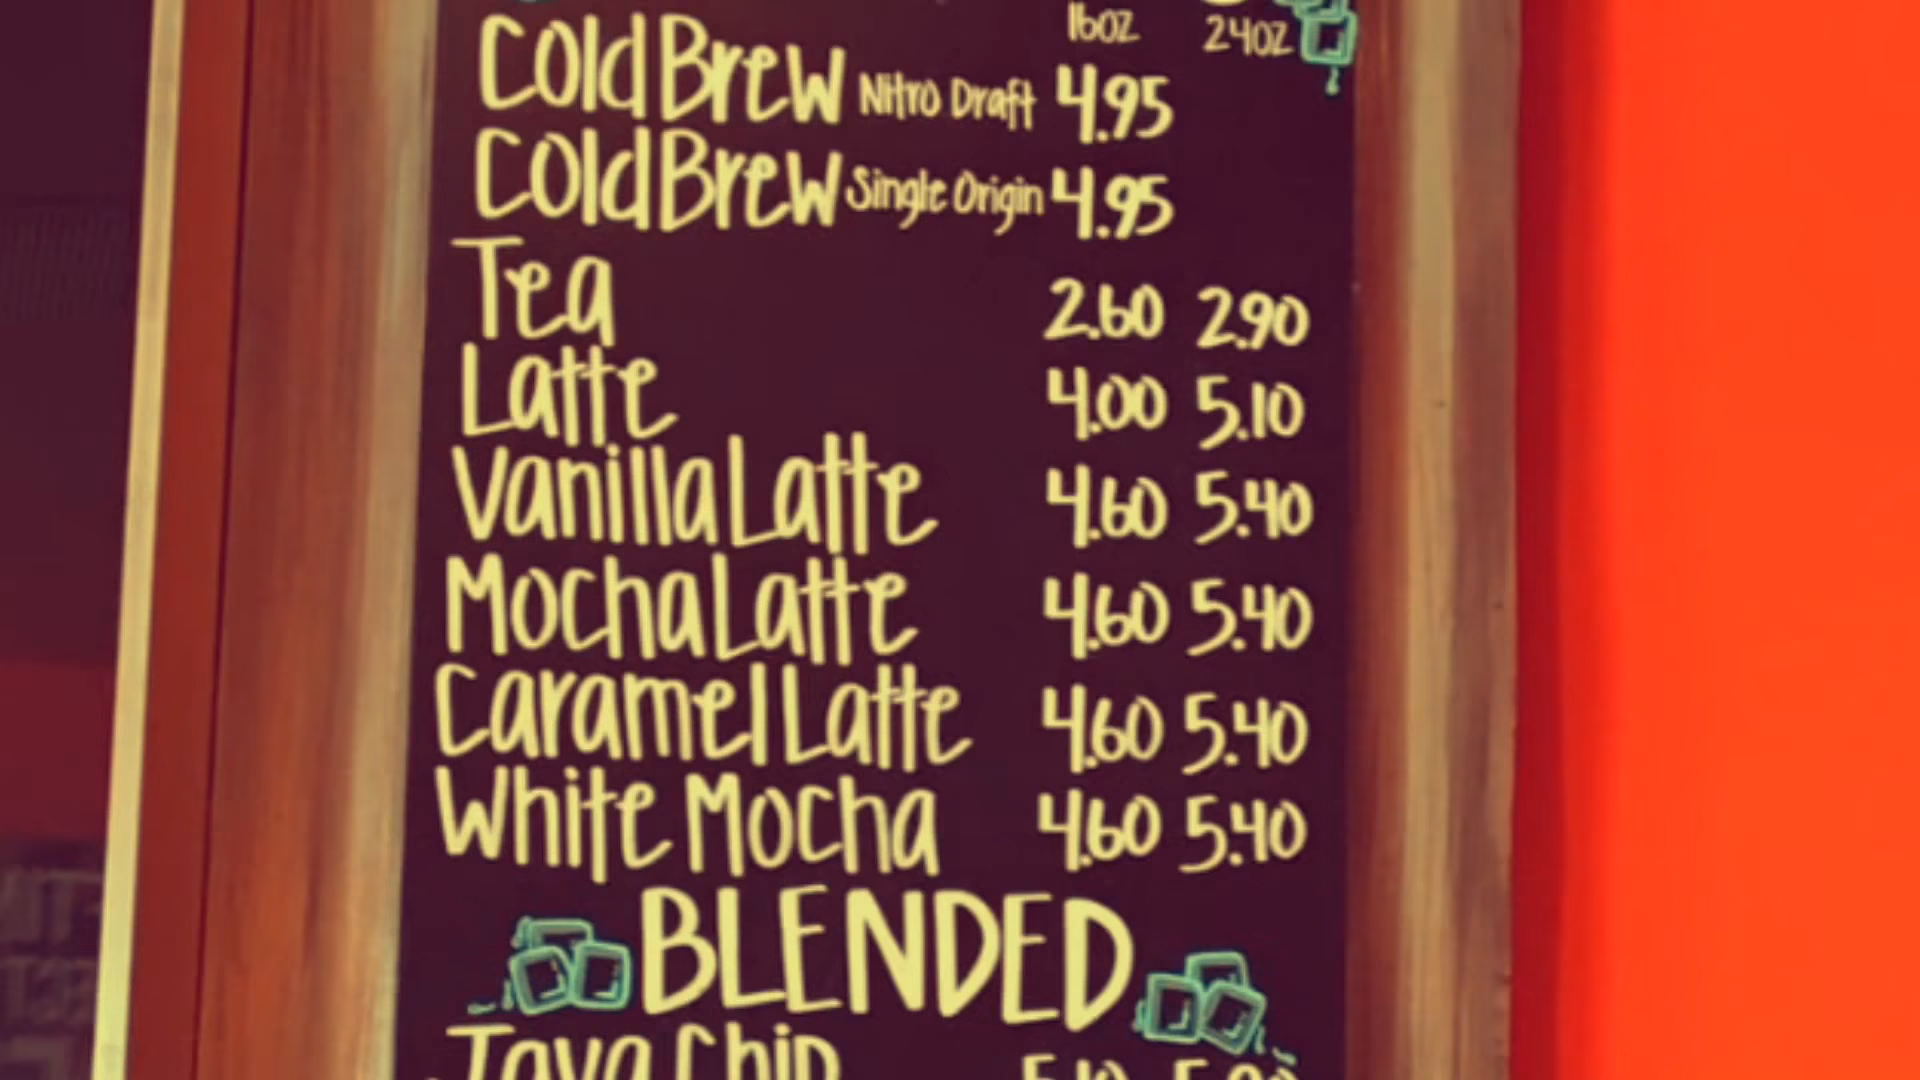 16oz 24oz
Cold Brew Nitro Draft 4.95
Cold Brew Single Origin 4.95
Tea 2.60 2.90
Latte 4.00 5.10
Vanilla Latte 4.60 5.40
Mocha Latte 4.60 5.40
Caramel Latte 4.60 5.40
White Mocha 4.60 5.40
BLENDED
Java Chip